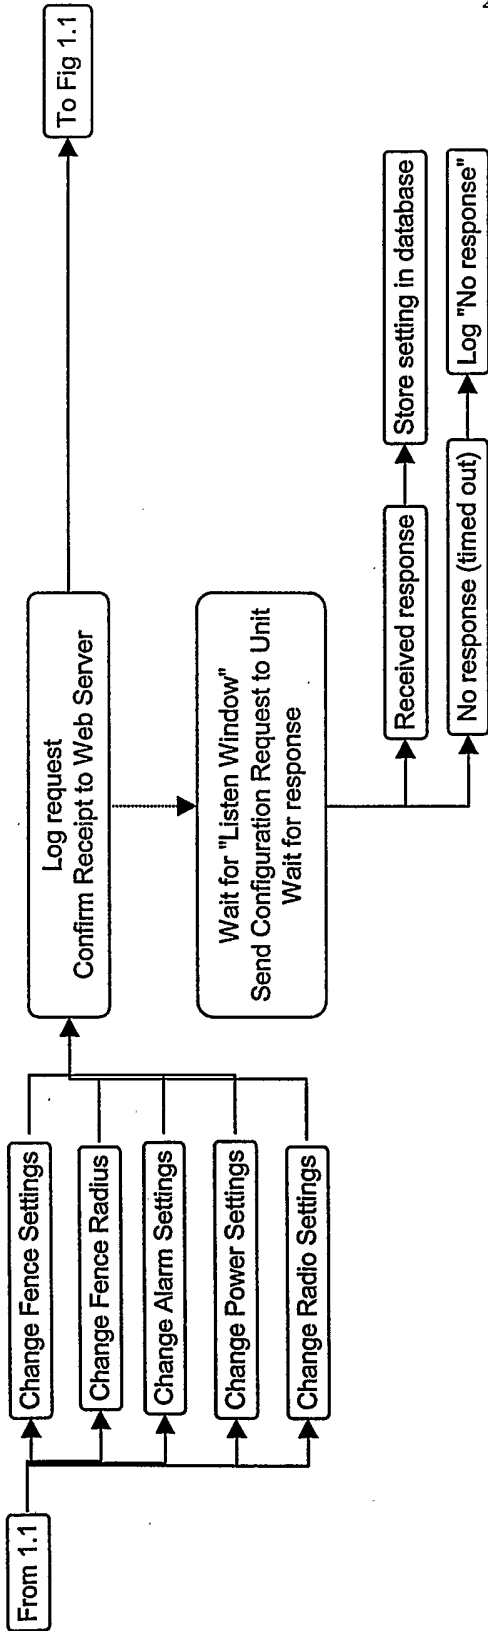 From 1.1
Change Fence Settings
Change Fence Radius
Change Alarm Settings
Change Power Settings
Change Radio Settings
Log request
Confirm Receipt to Web Server
To Fig 1.1
Wait for "Listen Window"
Send Configuration Request to Unit
Wait for response
Received response
Store setting in database
No response (timed out)
Log "No response"